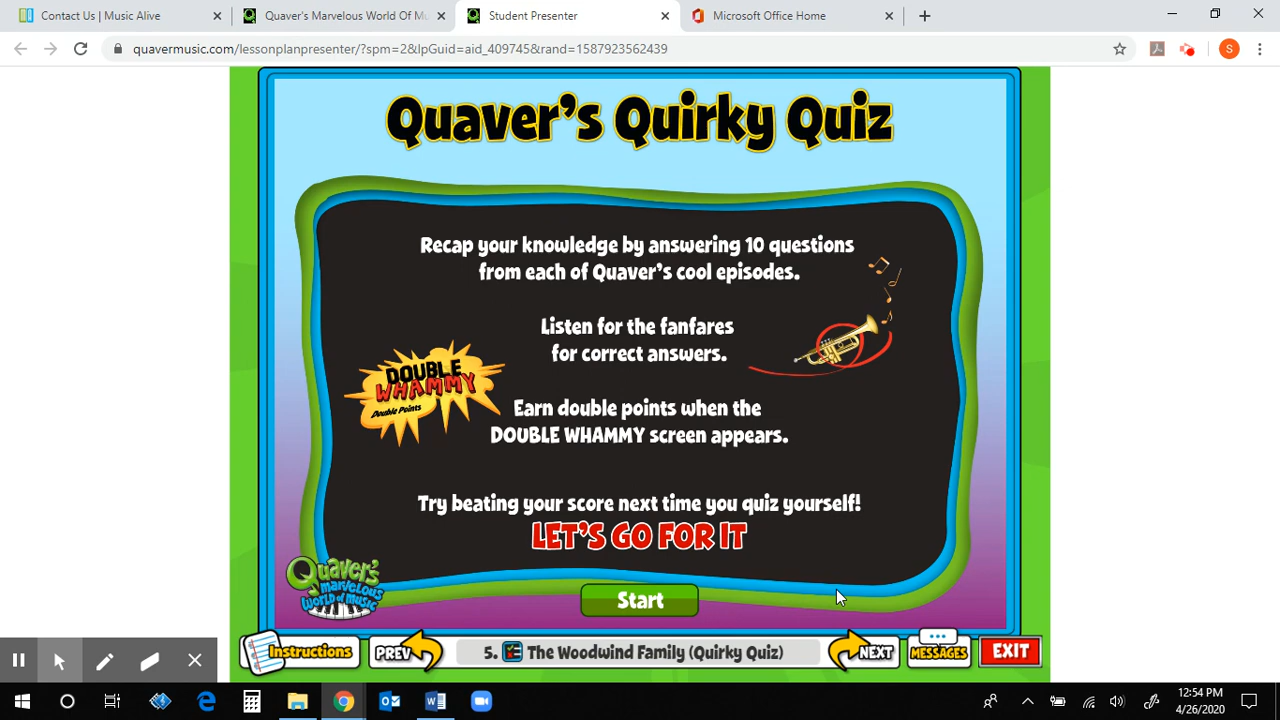 Contact Us | Music Alive
Quaver's Marvelous World Of Mu
Student Presenter
Microsoft Office Home
quavermusic.com/lessonplanpresenter/?spm=2&lpGuid=aid_409745&rand=1587923562439
S
Quaver's Quirky Quiz
Recap your knowledge by answering 10 questions
from each of Quaver's cool episodes.
Listen for the fanfares
for correct answers.
DOUBLE
WHAMMY
Double Points
Earn double points when the
DOUBLE WHAMMY screen appears.
Try beating your score next time you quiz yourself!
LET'S GO FOR IT
Quaver's
marvelous
World of Music
Start
Instructions
PREV
5. The Woodwind Family (Quirky Quiz)
NEXT
MESSAGES
EXIT
12:54 PM
4/26/2020